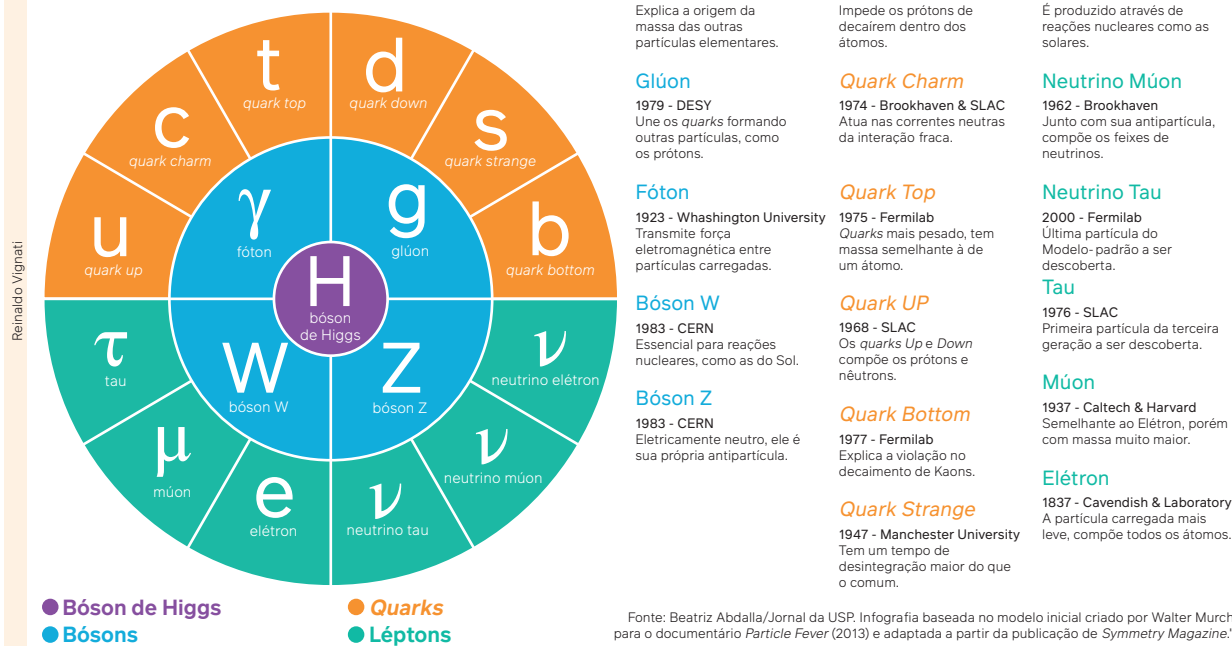 Reinaldo Vignati
t
quark top
d
quark down
c
quark charm
s
quark strange
u
quark up
b
quark bottom
γ
fóton
g
glúon
H
bóson
de Higgs
W
bóson W
Z
bóson Z
τ
tau
ν
neutrino elétron
μ
múon
ν
neutrino múon
e
elétron
ν
neutrino tau
Bóson de Higgs
Bósons
Quarks
Léptons
Explica a origem da
massa das outras
partículas elementares.
Glúon
1979 - DESY
Une os quarks formando
outras partículas, como
os prótons.
Fóton
1923 - Whashington University
Transmite força
eletromagnética entre
partículas carregadas.
Bóson W
1983 - CERN
Essencial para reações
nucleares, como as do Sol.
Bóson Z
1983 - CERN
Eletricamente neutro, ele é
sua própria antipartícula.
Impede os prótons de
decaírem dentro dos
átomos.
Quark Charm
1974 - Brookhaven & SLAC
Atua nas correntes neutras
da interação fraca.
Quark Top
1975 - Fermilab
Quarks mais pesado, tem
massa semelhante à de
um átomo.
Quark UP
1968 - SLAC
Os quarks Up e Down
compõe os prótons e
nêutrons.
Quark Bottom
1977 - Fermilab
Explica a violação no
decaimento de Kaons.
Quark Strange
1947 - Manchester University
Tem um tempo de
desintegração maior do que
o comum.
É produzido através de
reações nucleares como as
solares.
Neutrino Múon
1962 - Brookhaven
Junto com sua antipartícula,
compõe os feixes de
neutrinos.
Neutrino Tau
2000 - Fermilab
Última partícula do
Modelo-padrão a ser
descoberta.
Tau
1976 - SLAC
Primeira partícula da terceira
geração a ser descoberta.
Múon
1937 - Caltech & Harvard
Semelhante ao Elétron, porém
com massa muito maior.
Elétron
1837 - Cavendish & Laboratory
A partícula carregada mais
leve, compõe todos os átomos.
Fonte: Beatriz Abdalla/Jornal da USP. Infografia baseada no modelo inicial criado por Walter Murch
para o documentário Particle Fever (2013) e adaptada a partir da publicação de Symmetry Magazine.